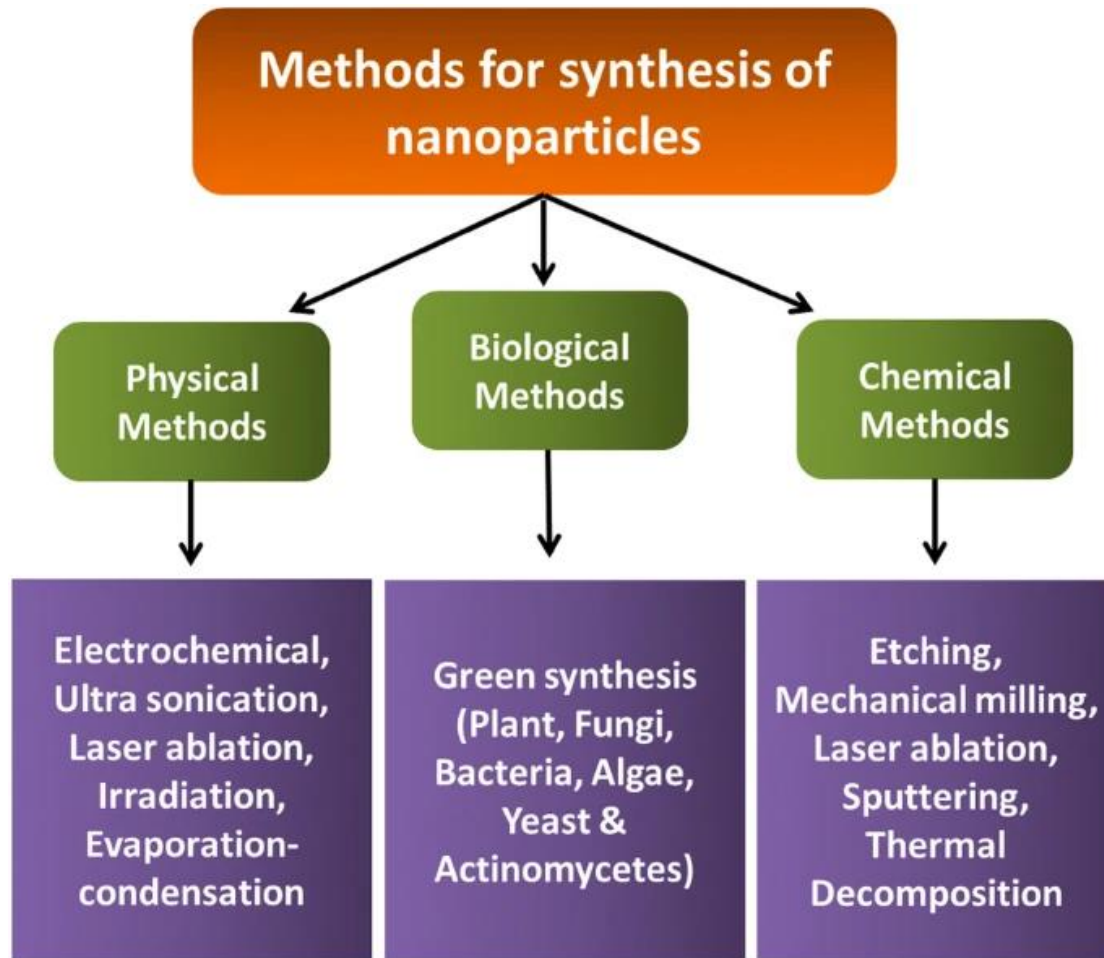 Methods for synthesis of
nanoparticles
Physical
Methods
Biological
Methods
Chemical
Methods
Electrochemical,
Ultra sonication,
Laser ablation,
Irradiation,
Evaporation-
condensation
Green synthesis
(Plant, Fungi,
Bacteria, Algae,
Yeast &
Actinomycetes)
Etching,
Mechanical milling,
Laser ablation,
Sputtering,
Thermal
Decomposition